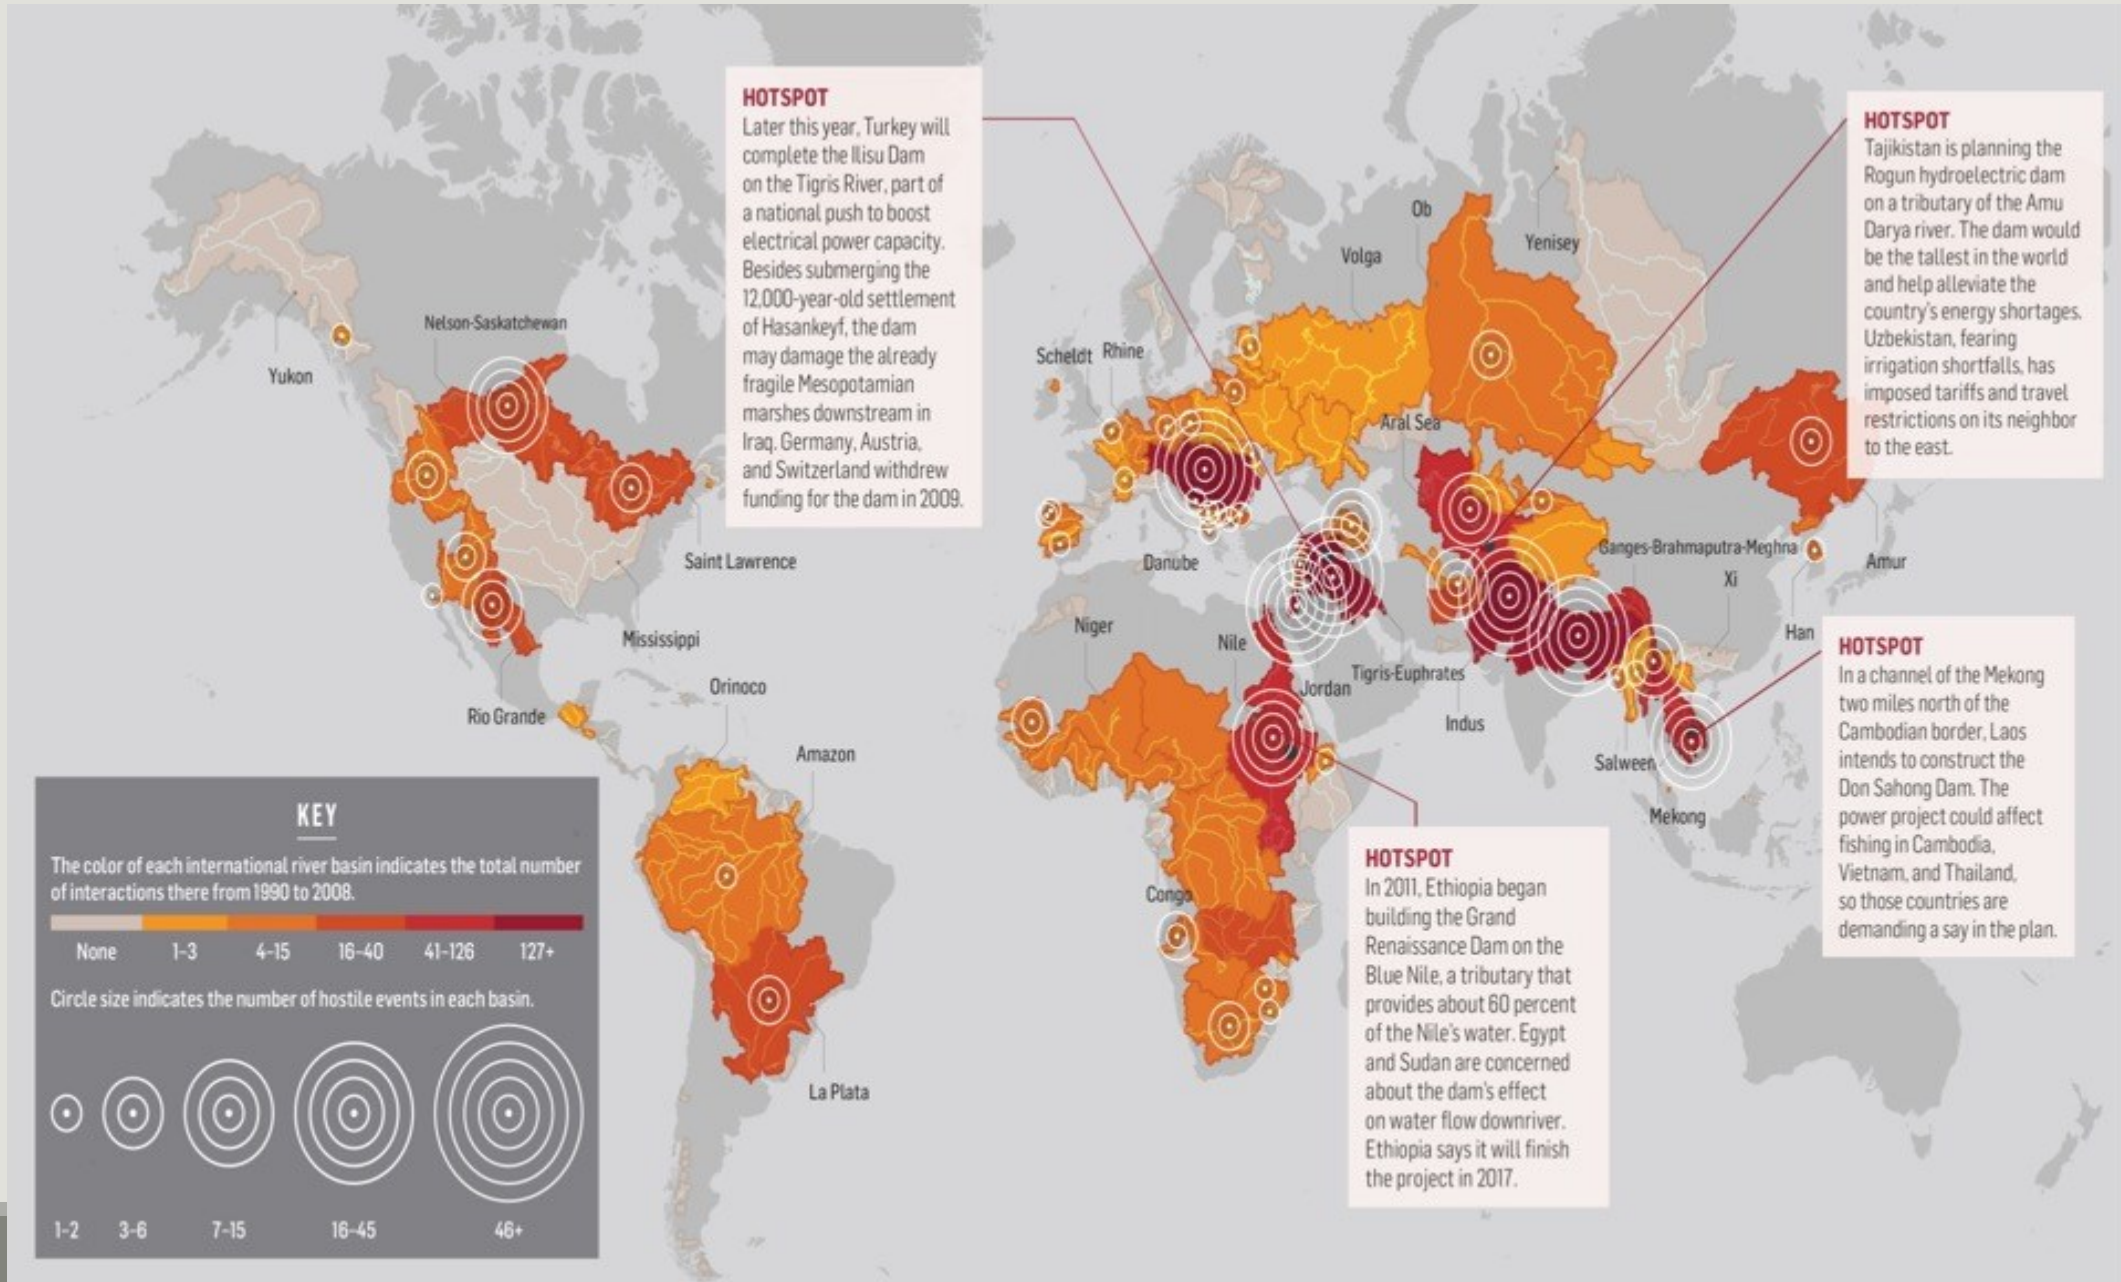 HOTSPOT
Later this year, Turkey will
complete the Ilisu Dam
on the Tigris River, part of
a national push to boost
electrical power capacity.
Besides submerging the
12,000-year-old settlement
of Hasankeyf, the dam
may damage the already
fragile Mesopotamian
marshes downstream in
Iraq. Germany, Austria,
and Switzerland withdrew
funding for the dam in 2009.
HOTSPOT
Tajikistan is planning the
Rogun hydroelectric dam
on a tributary of the Amu
Darya river. The dam would
be the tallest in the world
and help alleviate the
country's energy shortages.
Uzbekistan, fearing
irrigation shortfalls, has
imposed tariffs and travel
restrictions on its neighbor
to the east.
Ob
Yenisey
Volga
Nelson-Saskatchewan
Scheldt
Rhine
Yukon
Aral Sea
Saint Lawrence
Danube
Ganges-Brahmaputra-Meghna
Amur
Xi
Mississippi
Niger
Nile
Han
Tigris-Euphrates
Jordan
Orinoco
Rio Grande
Indus
Amazon
Salween
Mekong
Congo
La Plata
HOTSPOT
In a channel of the Mekong
two miles north of the
Cambodian border, Laos
intends to construct the
Don Sahong Dam. The
power project could affect
fishing in Cambodia,
Vietnam, and Thailand,
so those countries are
demanding a say in the plan.
HOTSPOT
In 2011, Ethiopia began
building the Grand
Renaissance Dam on the
Blue Nile, a tributary that
provides about 60 percent
of the Nile's water. Egypt
and Sudan are concerned
about the dam's effect
on water flow downriver.
Ethiopia says it will finish
the project in 2017.
KEY
The color of each international river basin indicates the total number
of interactions there from 1990 to 2008.
None 1-3 4-15 16-40 41-126 127+
Circle size indicates the number of hostile events in each basin.
1-2 3-6 7-15 16-45 46+